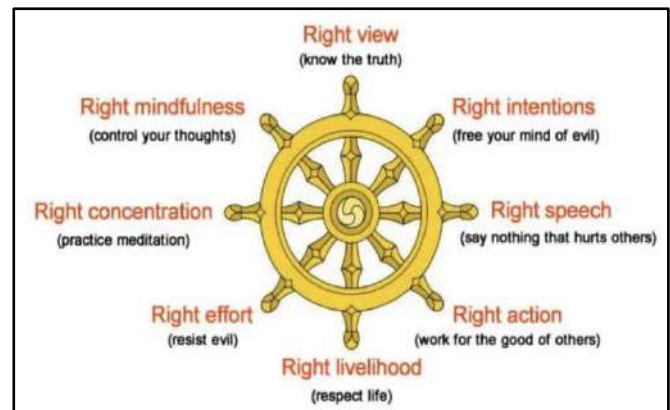 Right view
(know the truth)
Right mindfulness
(control your thoughts)
Right intentions
(free your mind of evil)
Right concentration
(practice meditation)
Right speech
(say nothing that hurts others)
Right effort
(resist evil)
Right action
(work for the good of others)
Right livelihood
(respect life)